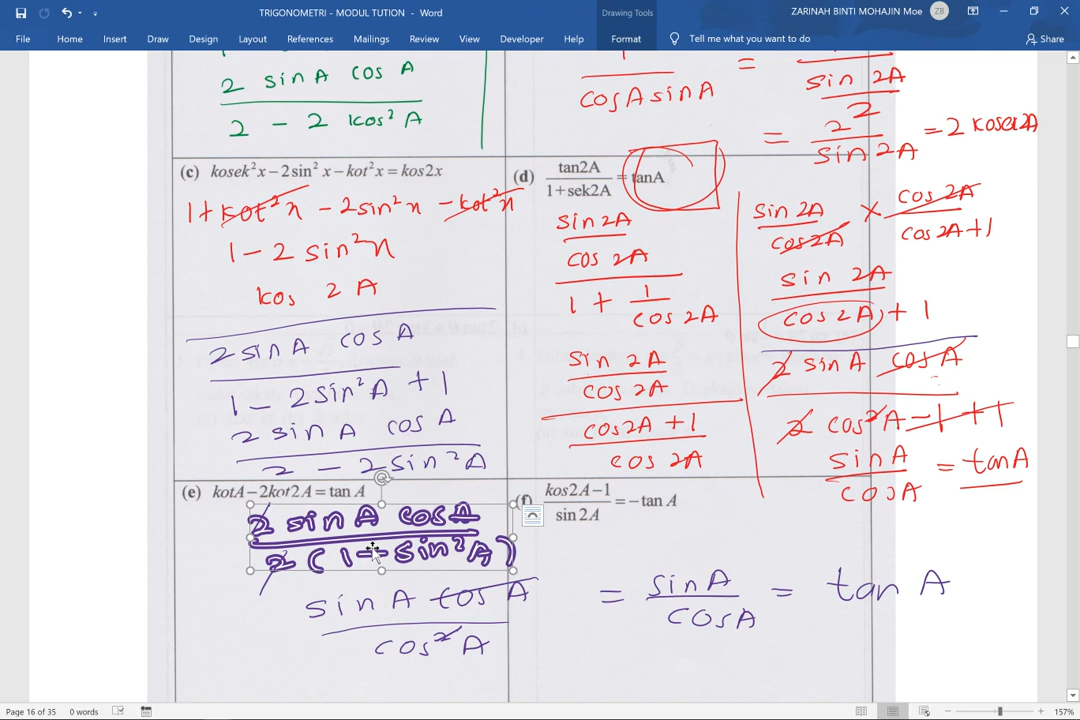 TRIGONOMETRI - MODUL TUTION - Word
Drawing Tools
ZARINAH BINTI MOHAJIN Moe
ZB
File Home Insert Draw Design Layout References Mailings Review View Developer Help Format Tell me what you want to do
Share
2 sin A cos A
2 - 2 kos² A
cosA sinA
=
sin 2A
2
= 2
sin 2A
= 2 kosec 2A
(c) kosek²x - 2sin² x - kot²x = kos2x
1 + kot²x - 2sin²x - kot²x
1 - 2 sin²x
kos 2A
2 sin A cos A
1 - 2 sin²A + 1
2 sin A cos A
2 - 2 sin²A
(d) tan2A
1 + sek2A
= tanA
sin 2A
cos 2A
1 + 1
cos 2A
sin 2A
cos 2A
cos2A + 1
cos 2A
sin 2A × cos 2A
cos2A cos 2A + 1
sin 2A
cos 2A + 1
2 sin A cos A
2 cos²A - 1 + 1
sin A = tan A
cos A
(e) kotA - 2kot2A = tan A
2 sin A cos A
2 (1 - sin²A)
sin A cos A
cos² A
= sin A = tan A
cos A
(f) kos2A - 1
sin 2A
= -tan A
Page 16 of 35 0 words
157%